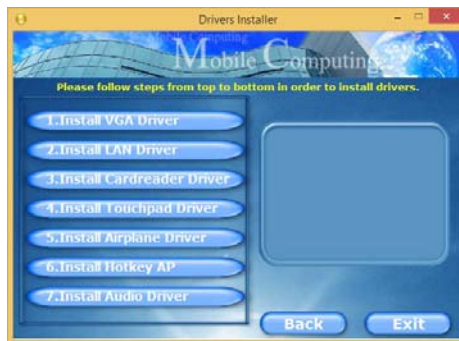 Drivers Installer
Mobile Computing
Mobile Computing
Please follow steps from top to bottom in order to install drivers.
1.Install VGA Driver
2.Install LAN Driver
3.Install Cardreader Driver
4.Install Touchpad Driver
5.Install Airplane Driver
6.Install Hotkey AP
7.Install Audio Driver
Back
Exit